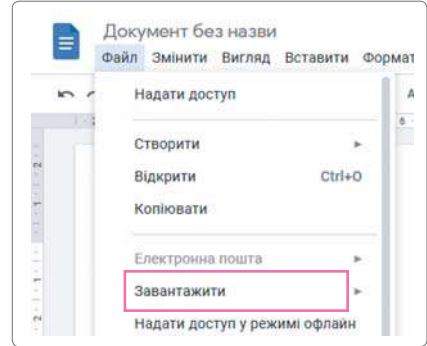 Документ без назви
Файл Змінити Вигляд Вставити Формат
Надати доступ
Створити
Відкрити Ctrl+O
Копіювати
Електронна пошта
Завантажити
Надати доступ у режимі офлайн